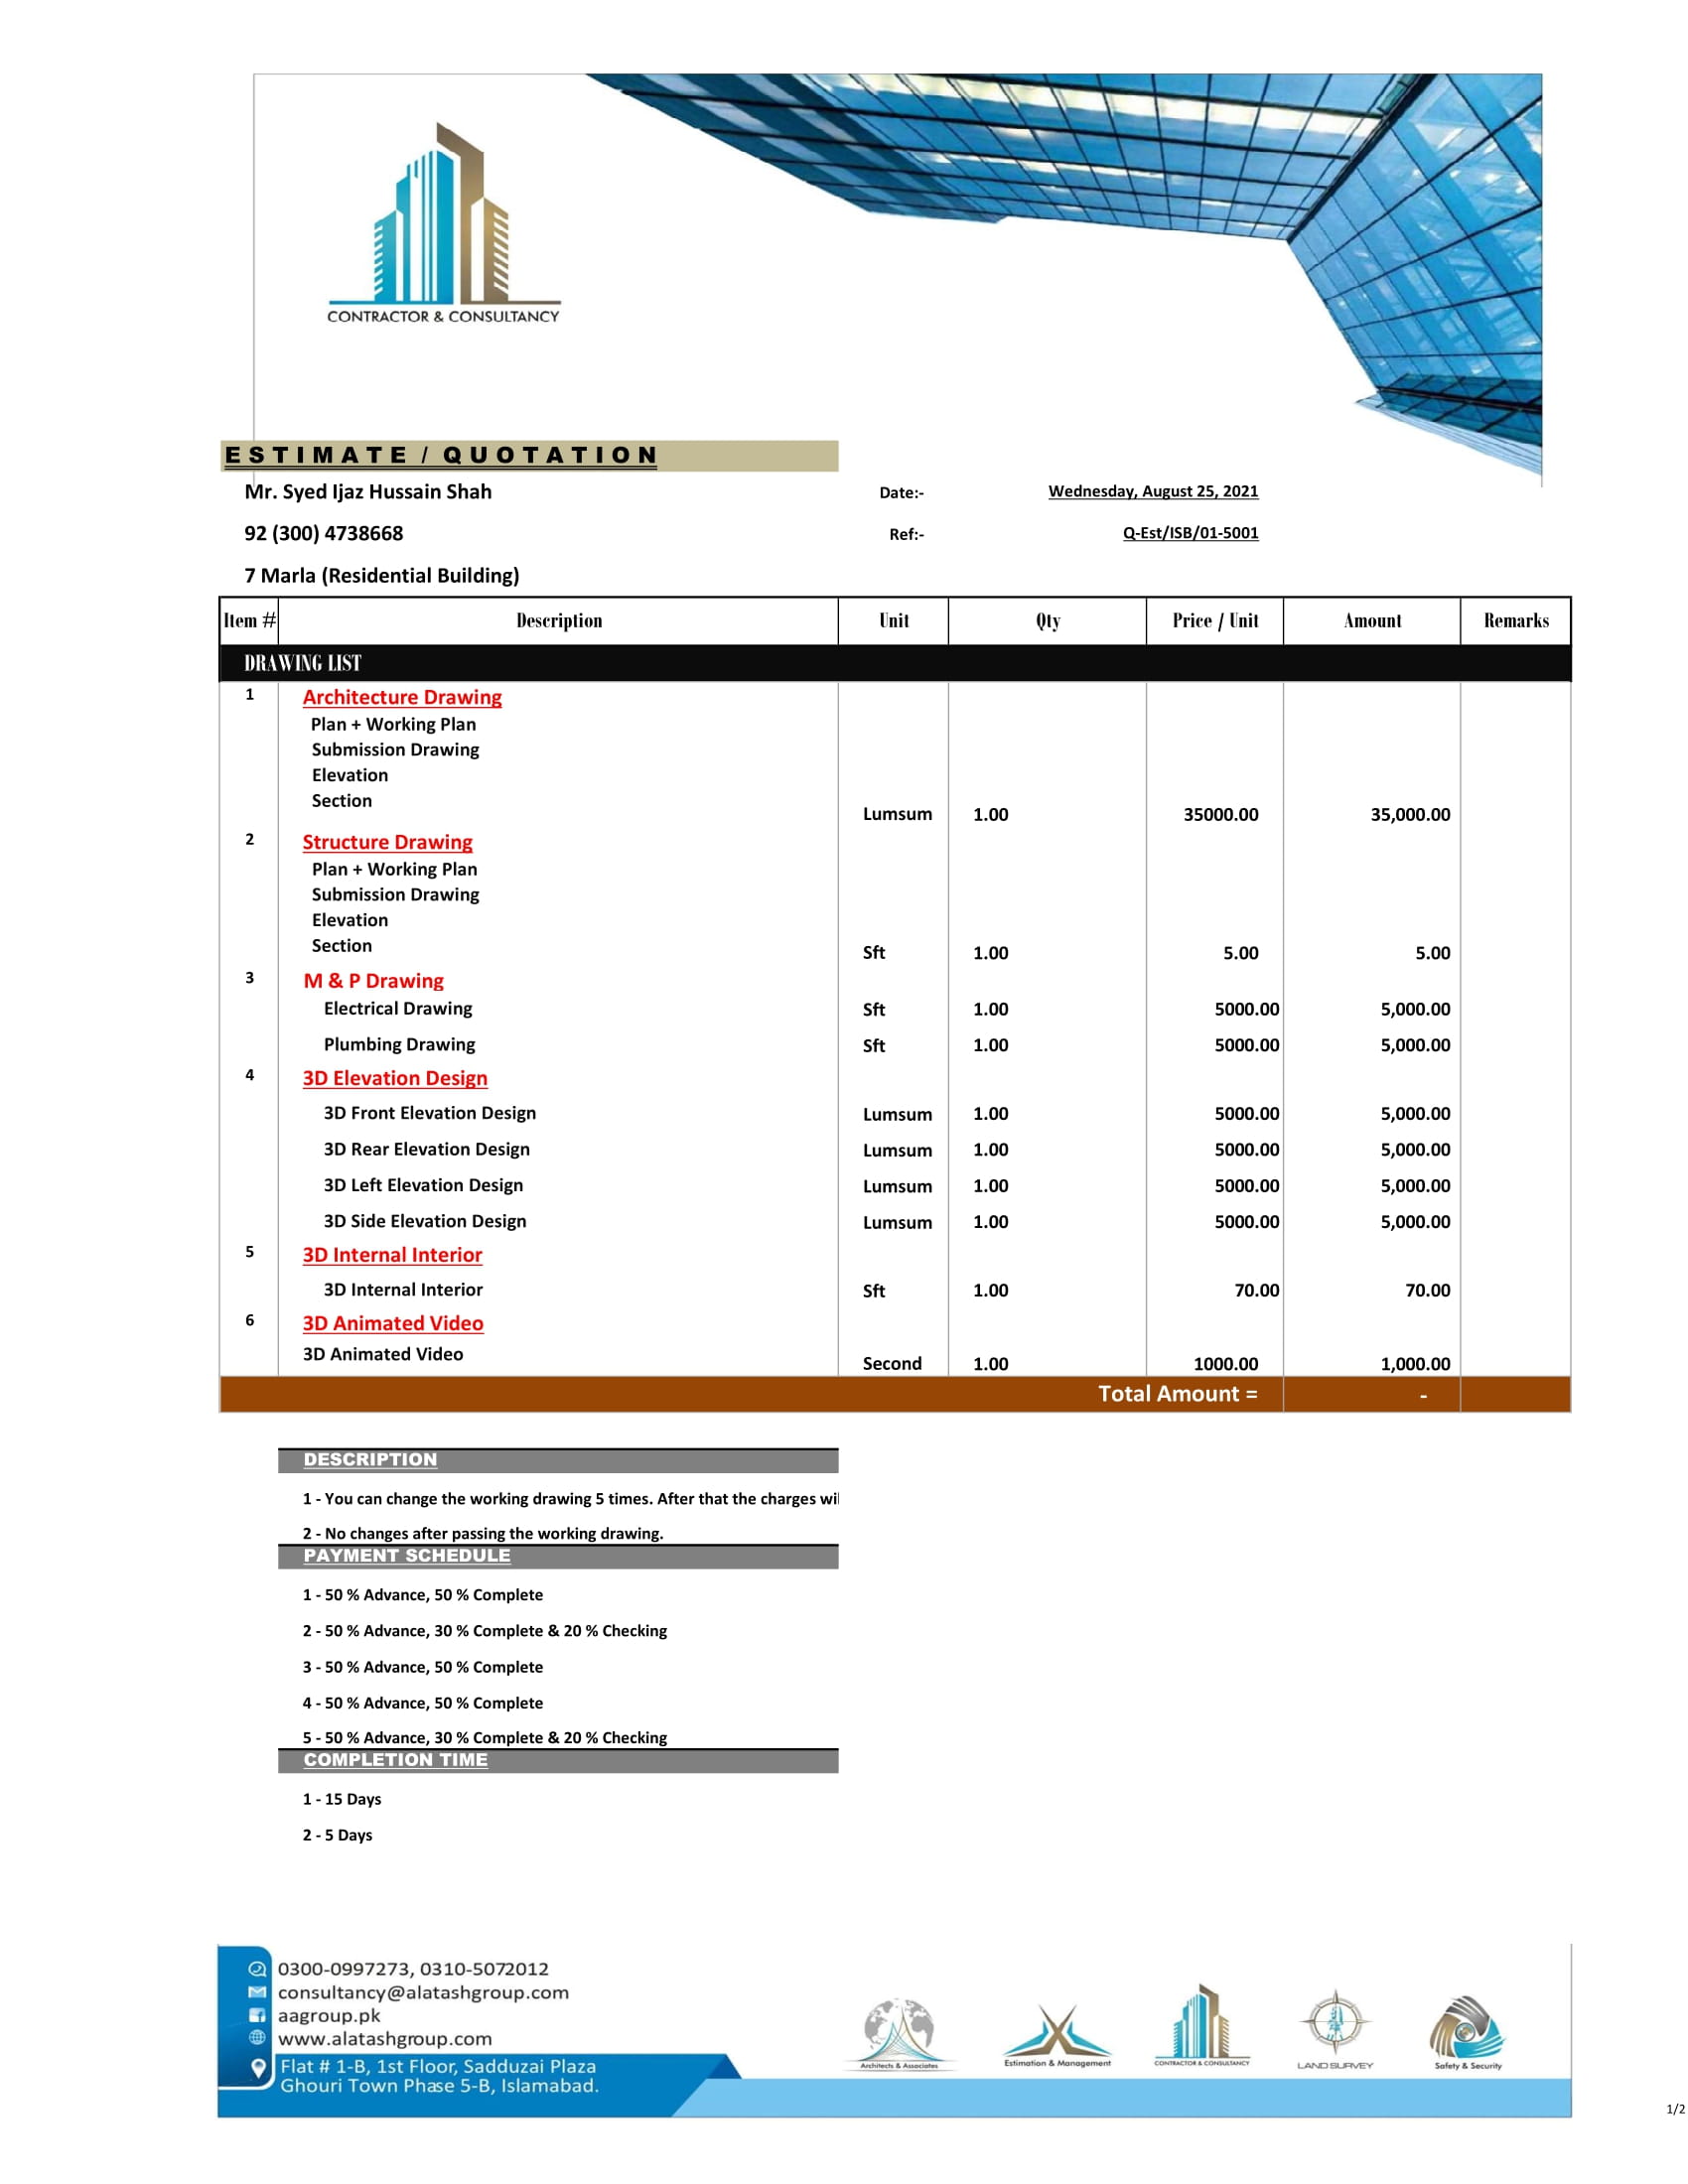 CONTRACTOR & CONSULTANCY
ESTIMATE / QUOTATION
Mr. Syed Ijaz Hussain Shah Date:- Wednesday, August 25, 2021
92 (300) 4738668 Ref:- Q-Est/ISB/01-5001
7 Marla (Residential Building)
Item # Description Unit Qty Price / Unit Amount Remarks
DRAWING LIST
1 Architecture Drawing
Plan + Working Plan
Submission Drawing
Elevation
Section
Lumsum 1.00 35000.00 35,000.00
2 Structure Drawing
Plan + Working Plan
Submission Drawing
Elevation
Section
Sft 1.00 5.00 5.00
3 M & P Drawing
Electrical Drawing Sft 1.00 5000.00 5,000.00
Plumbing Drawing Sft 1.00 5000.00 5,000.00
4 3D Elevation Design
3D Front Elevation Design Lumsum 1.00 5000.00 5,000.00
3D Rear Elevation Design Lumsum 1.00 5000.00 5,000.00
3D Left Elevation Design Lumsum 1.00 5000.00 5,000.00
3D Side Elevation Design Lumsum 1.00 5000.00 5,000.00
5 3D Internal Interior
3D Internal Interior Sft 1.00 70.00 70.00
6 3D Animated Video
3D Animated Video Second 1.00 1000.00 1,000.00
Total Amount = -
DESCRIPTION
1 - You can change the working drawing 5 times. After that the charges wil
2 - No changes after passing the working drawing.
PAYMENT SCHEDULE
1 - 50 % Advance, 50 % Complete
2 - 50 % Advance, 30 % Complete & 20 % Checking
3 - 50 % Advance, 50 % Complete
4 - 50 % Advance, 50 % Complete
5 - 50 % Advance, 30 % Complete & 20 % Checking
COMPLETION TIME
1 - 15 Days
2 - 5 Days
0300-0997273, 0310-5072012
consultancy@alatashgroup.com
aagroup.pk
www.alatashgroup.com
Flat # 1-B, 1st Floor, Sadduzai Plaza
Ghouri Town Phase 5-B, Islamabad.
Architects & Associates
Estimation & Management
CONTRACTOR & CONSULTANCY
LAND SURVEY
Safety & Security
1/2